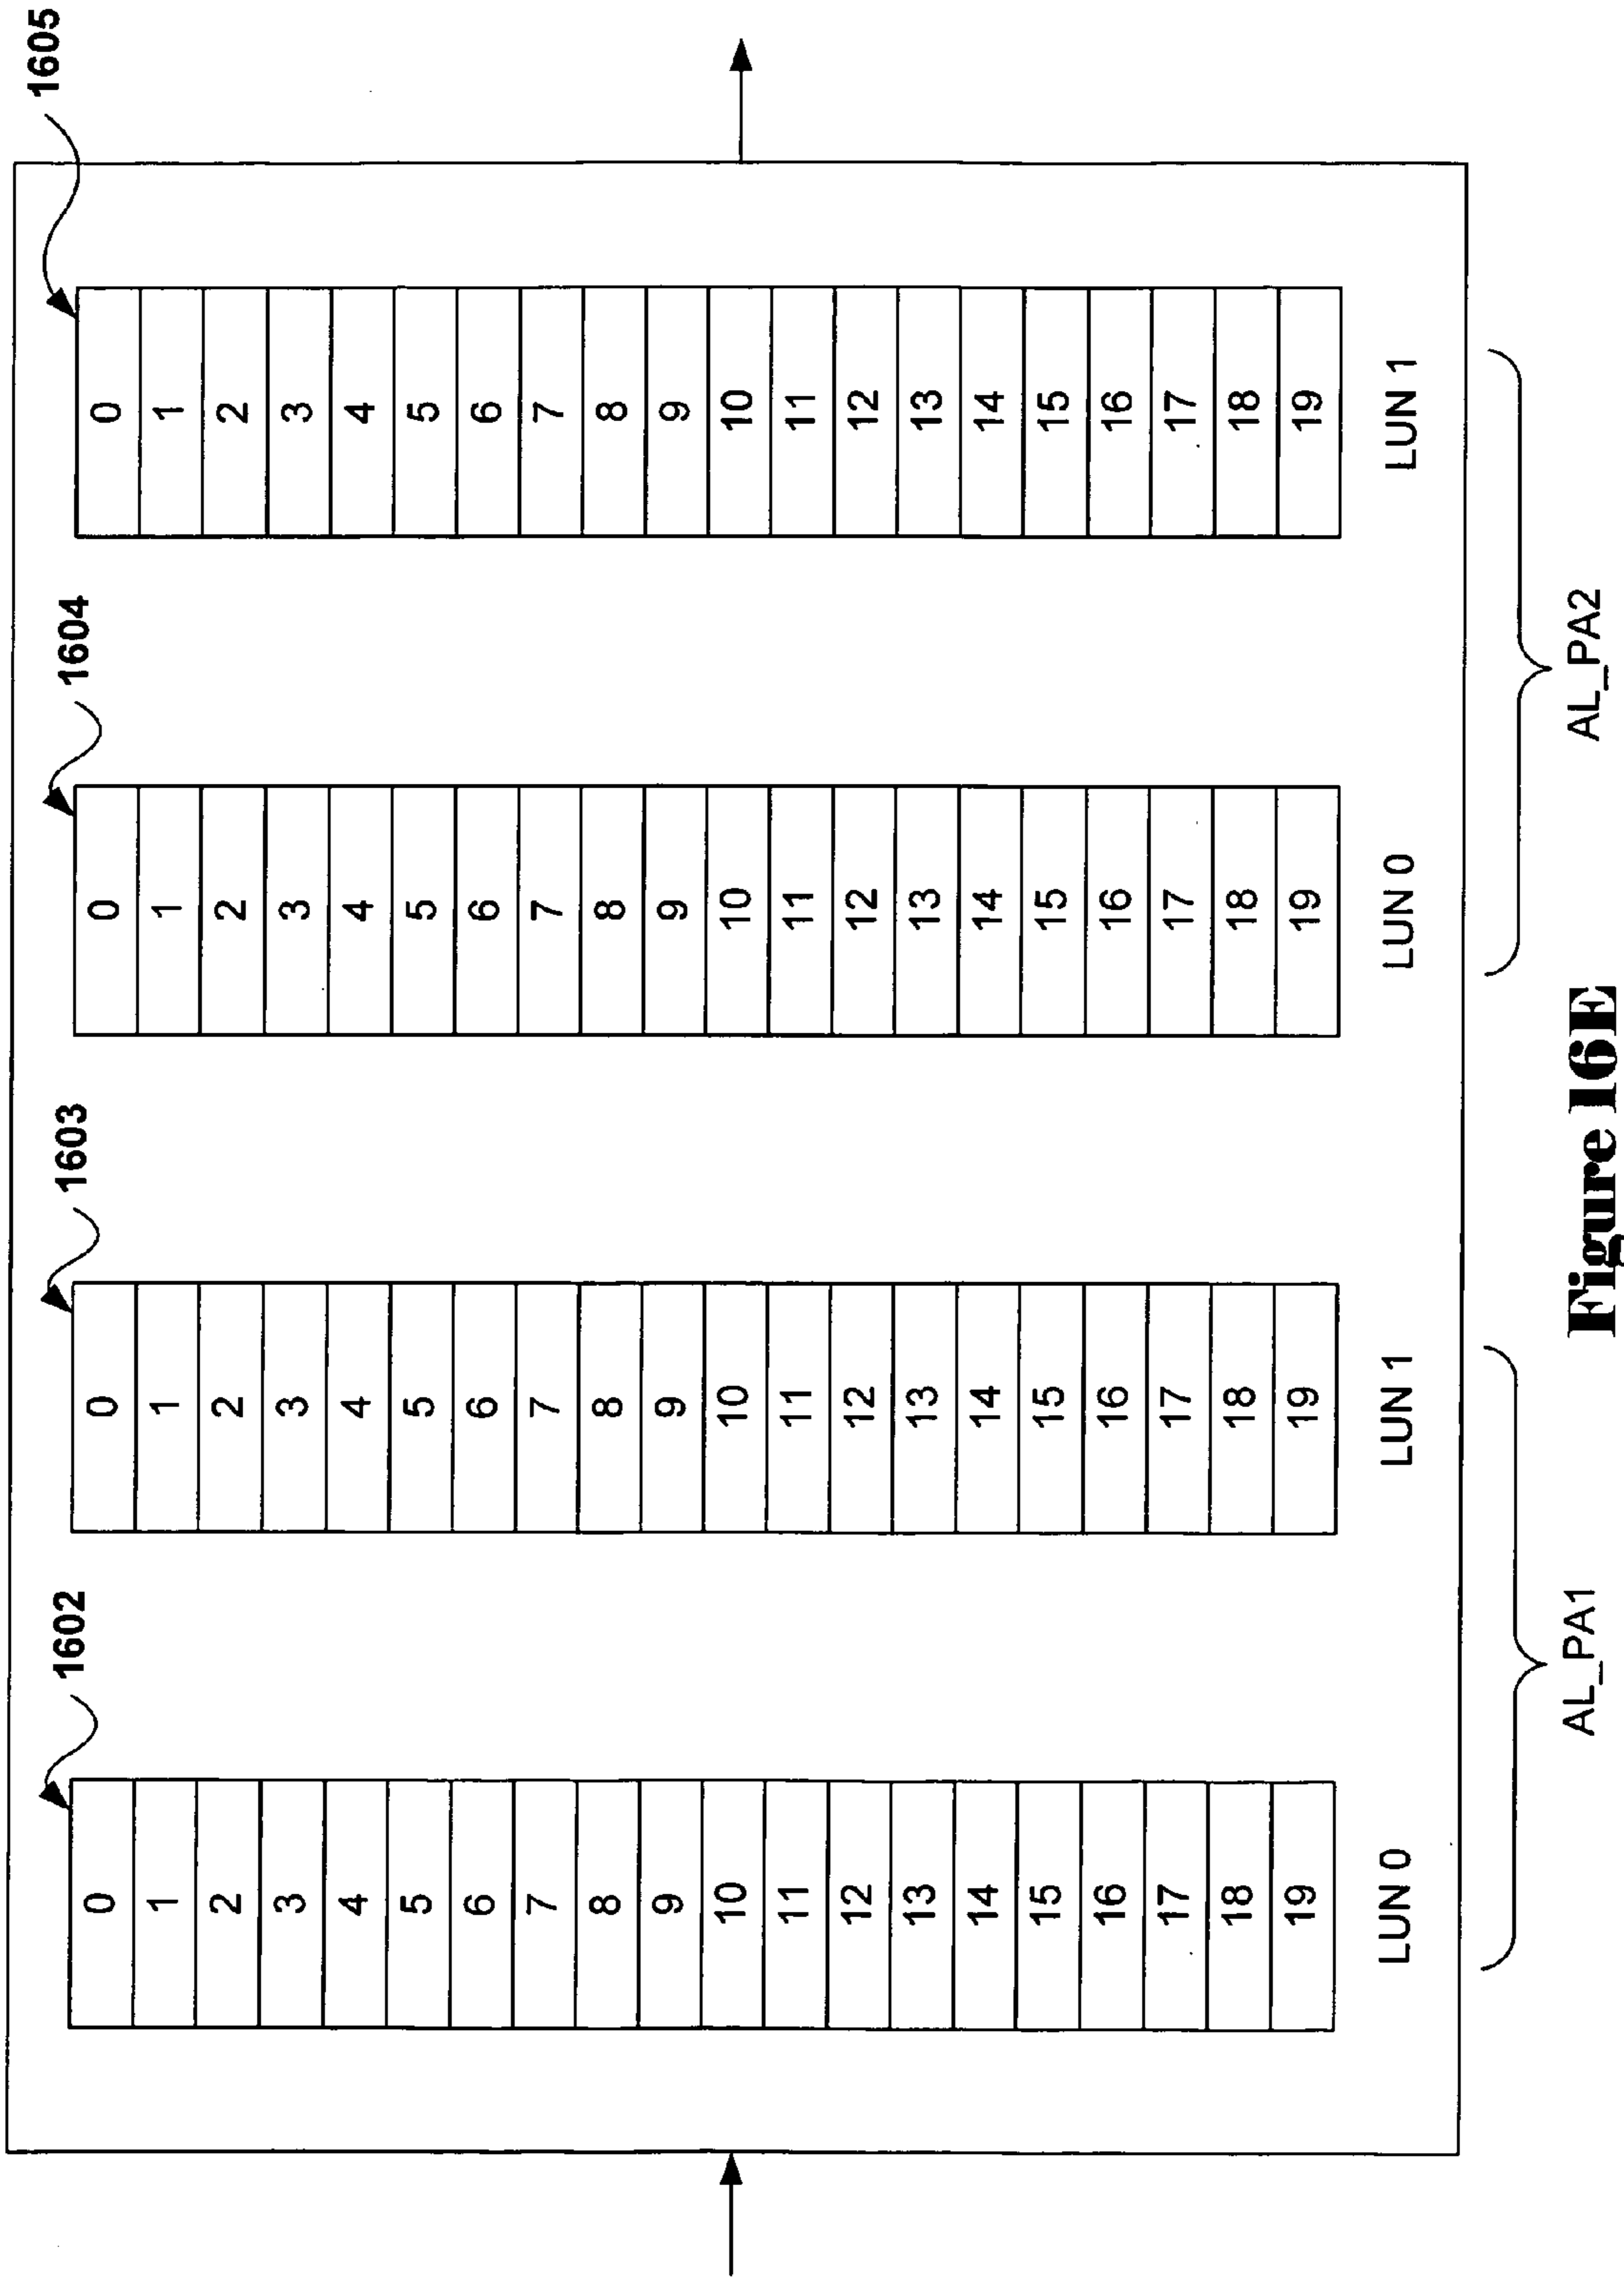 1602
1603
1604
1605
0 0 0 0
1 1 1 1
2 2 2 2
3 3 3 3
4 4 4 4
5 5 5 5
6 6 6 6
7 7 7 7
8 8 8 8
9 9 9 9
10 10 10 10
11 11 11 11
12 12 12 12
13 13 13 13
14 14 14 14
15 15 15 15
16 16 16 16
17 17 17 17
18 18 18 18
19 19 19 19
LUN 0 LUN 1 LUN 0 LUN 1
AL_PA1 AL_PA2
Figure 16E